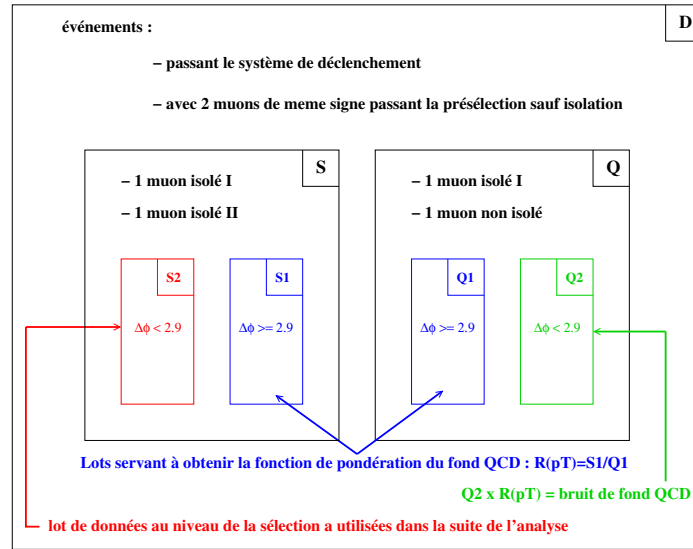 D
événements :
– passant le système de déclenchement
– avec 2 muons de meme signe passant la présélection sauf isolation
S
– 1 muon isolé I
– 1 muon isolé II
S2
Δϕ < 2.9
S1
Δϕ >= 2.9
Q
– 1 muon isolé I
– 1 muon non isolé
Q1
Δϕ >= 2.9
Q2
Δϕ < 2.9
Lots servant à obtenir la fonction de pondération du fond QCD : R(pT)=S1/Q1
Q2 x R(pT) = bruit de fond QCD
lot de données au niveau de la sélection a utilisées dans la suite de l'analyse